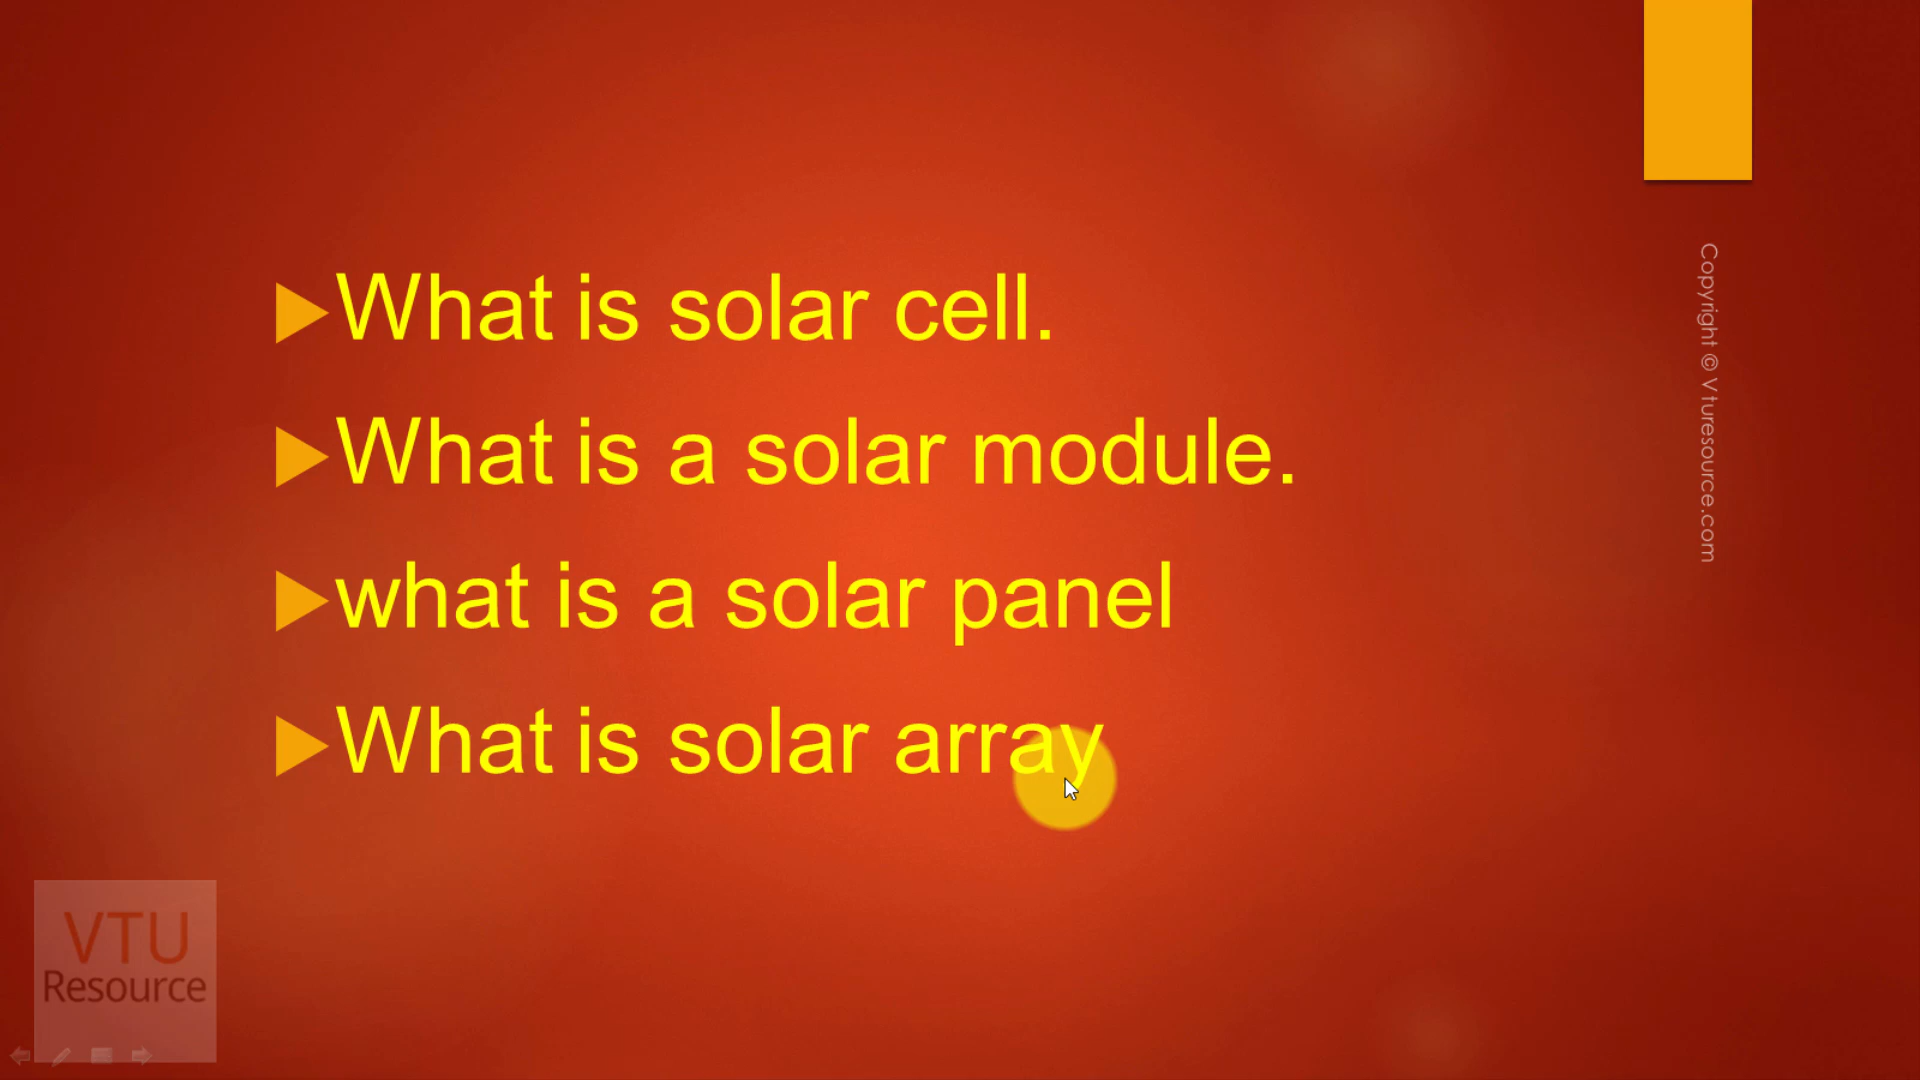 What is solar cell.
What is a solar module.
what is a solar panel
What is solar array
Copyright © Vturesource.com
VTU
Resource